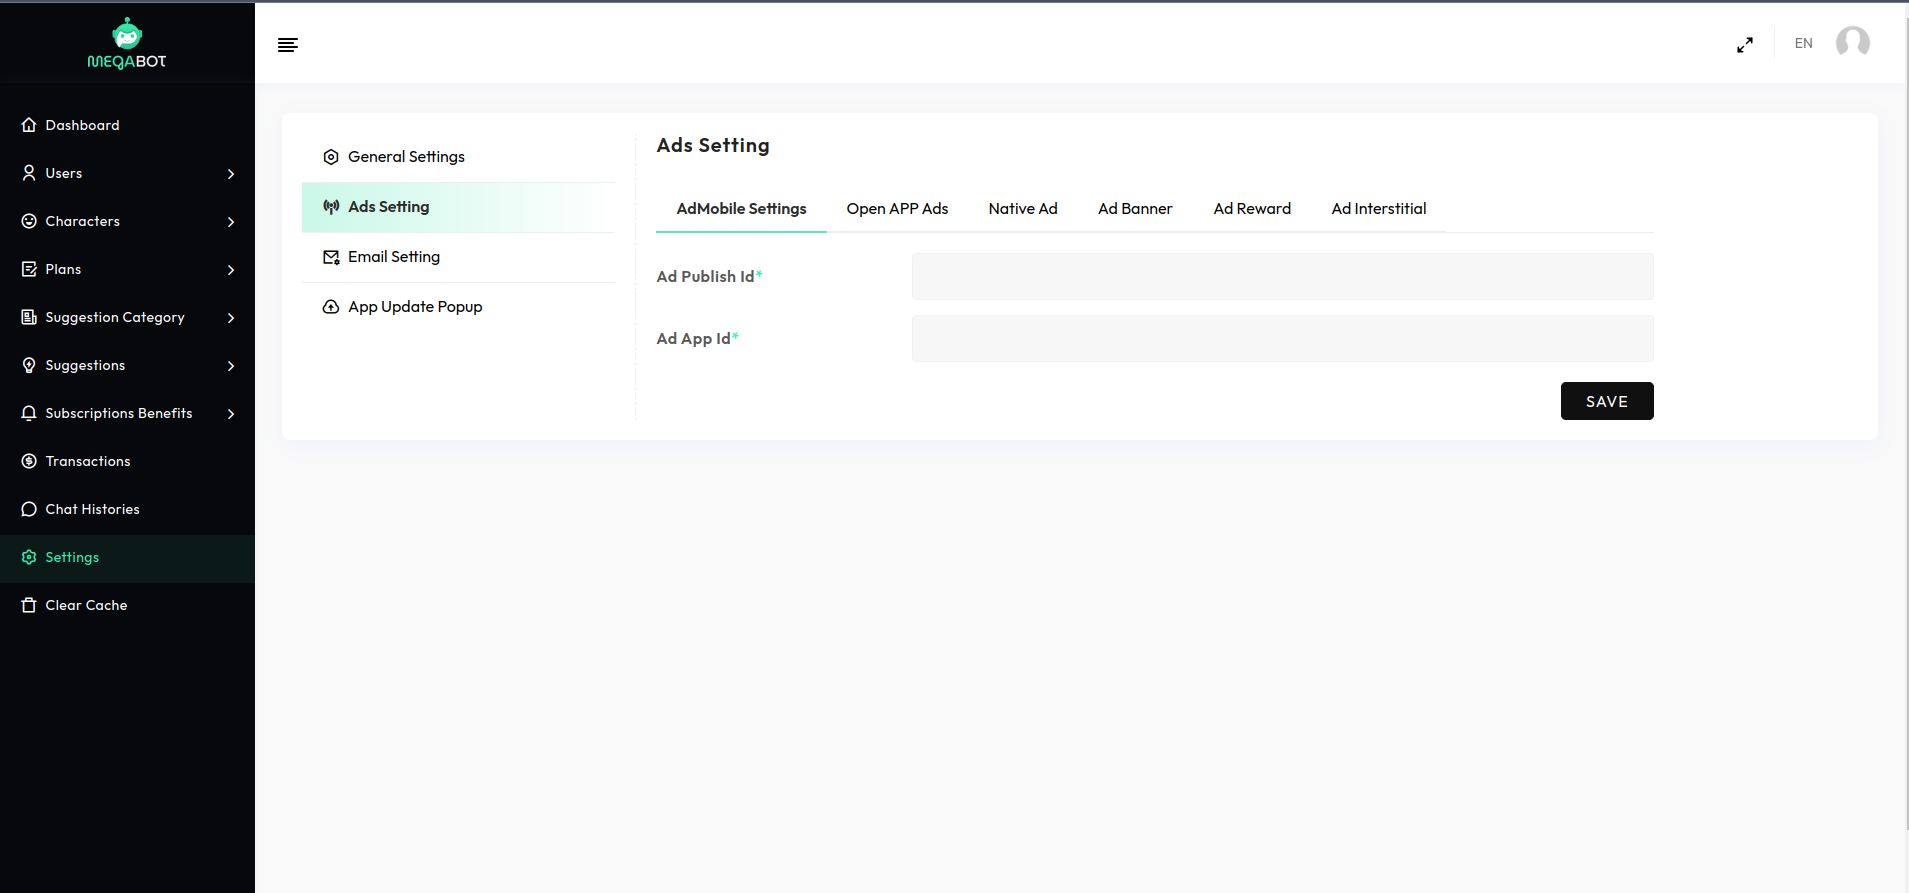 MEGABOT
EN
Dashboard
Users
Characters
Plans
Suggestion Category
Suggestions
Subscriptions Benefits
Transactions
Chat Histories
Settings
Clear Cache
General Settings
Ads Setting
Email Setting
App Update Popup
Ads Setting
AdMobile Settings Open APP Ads Native Ad Ad Banner Ad Reward Ad Interstitial
Ad Publish Id*
Ad App Id*
SAVE